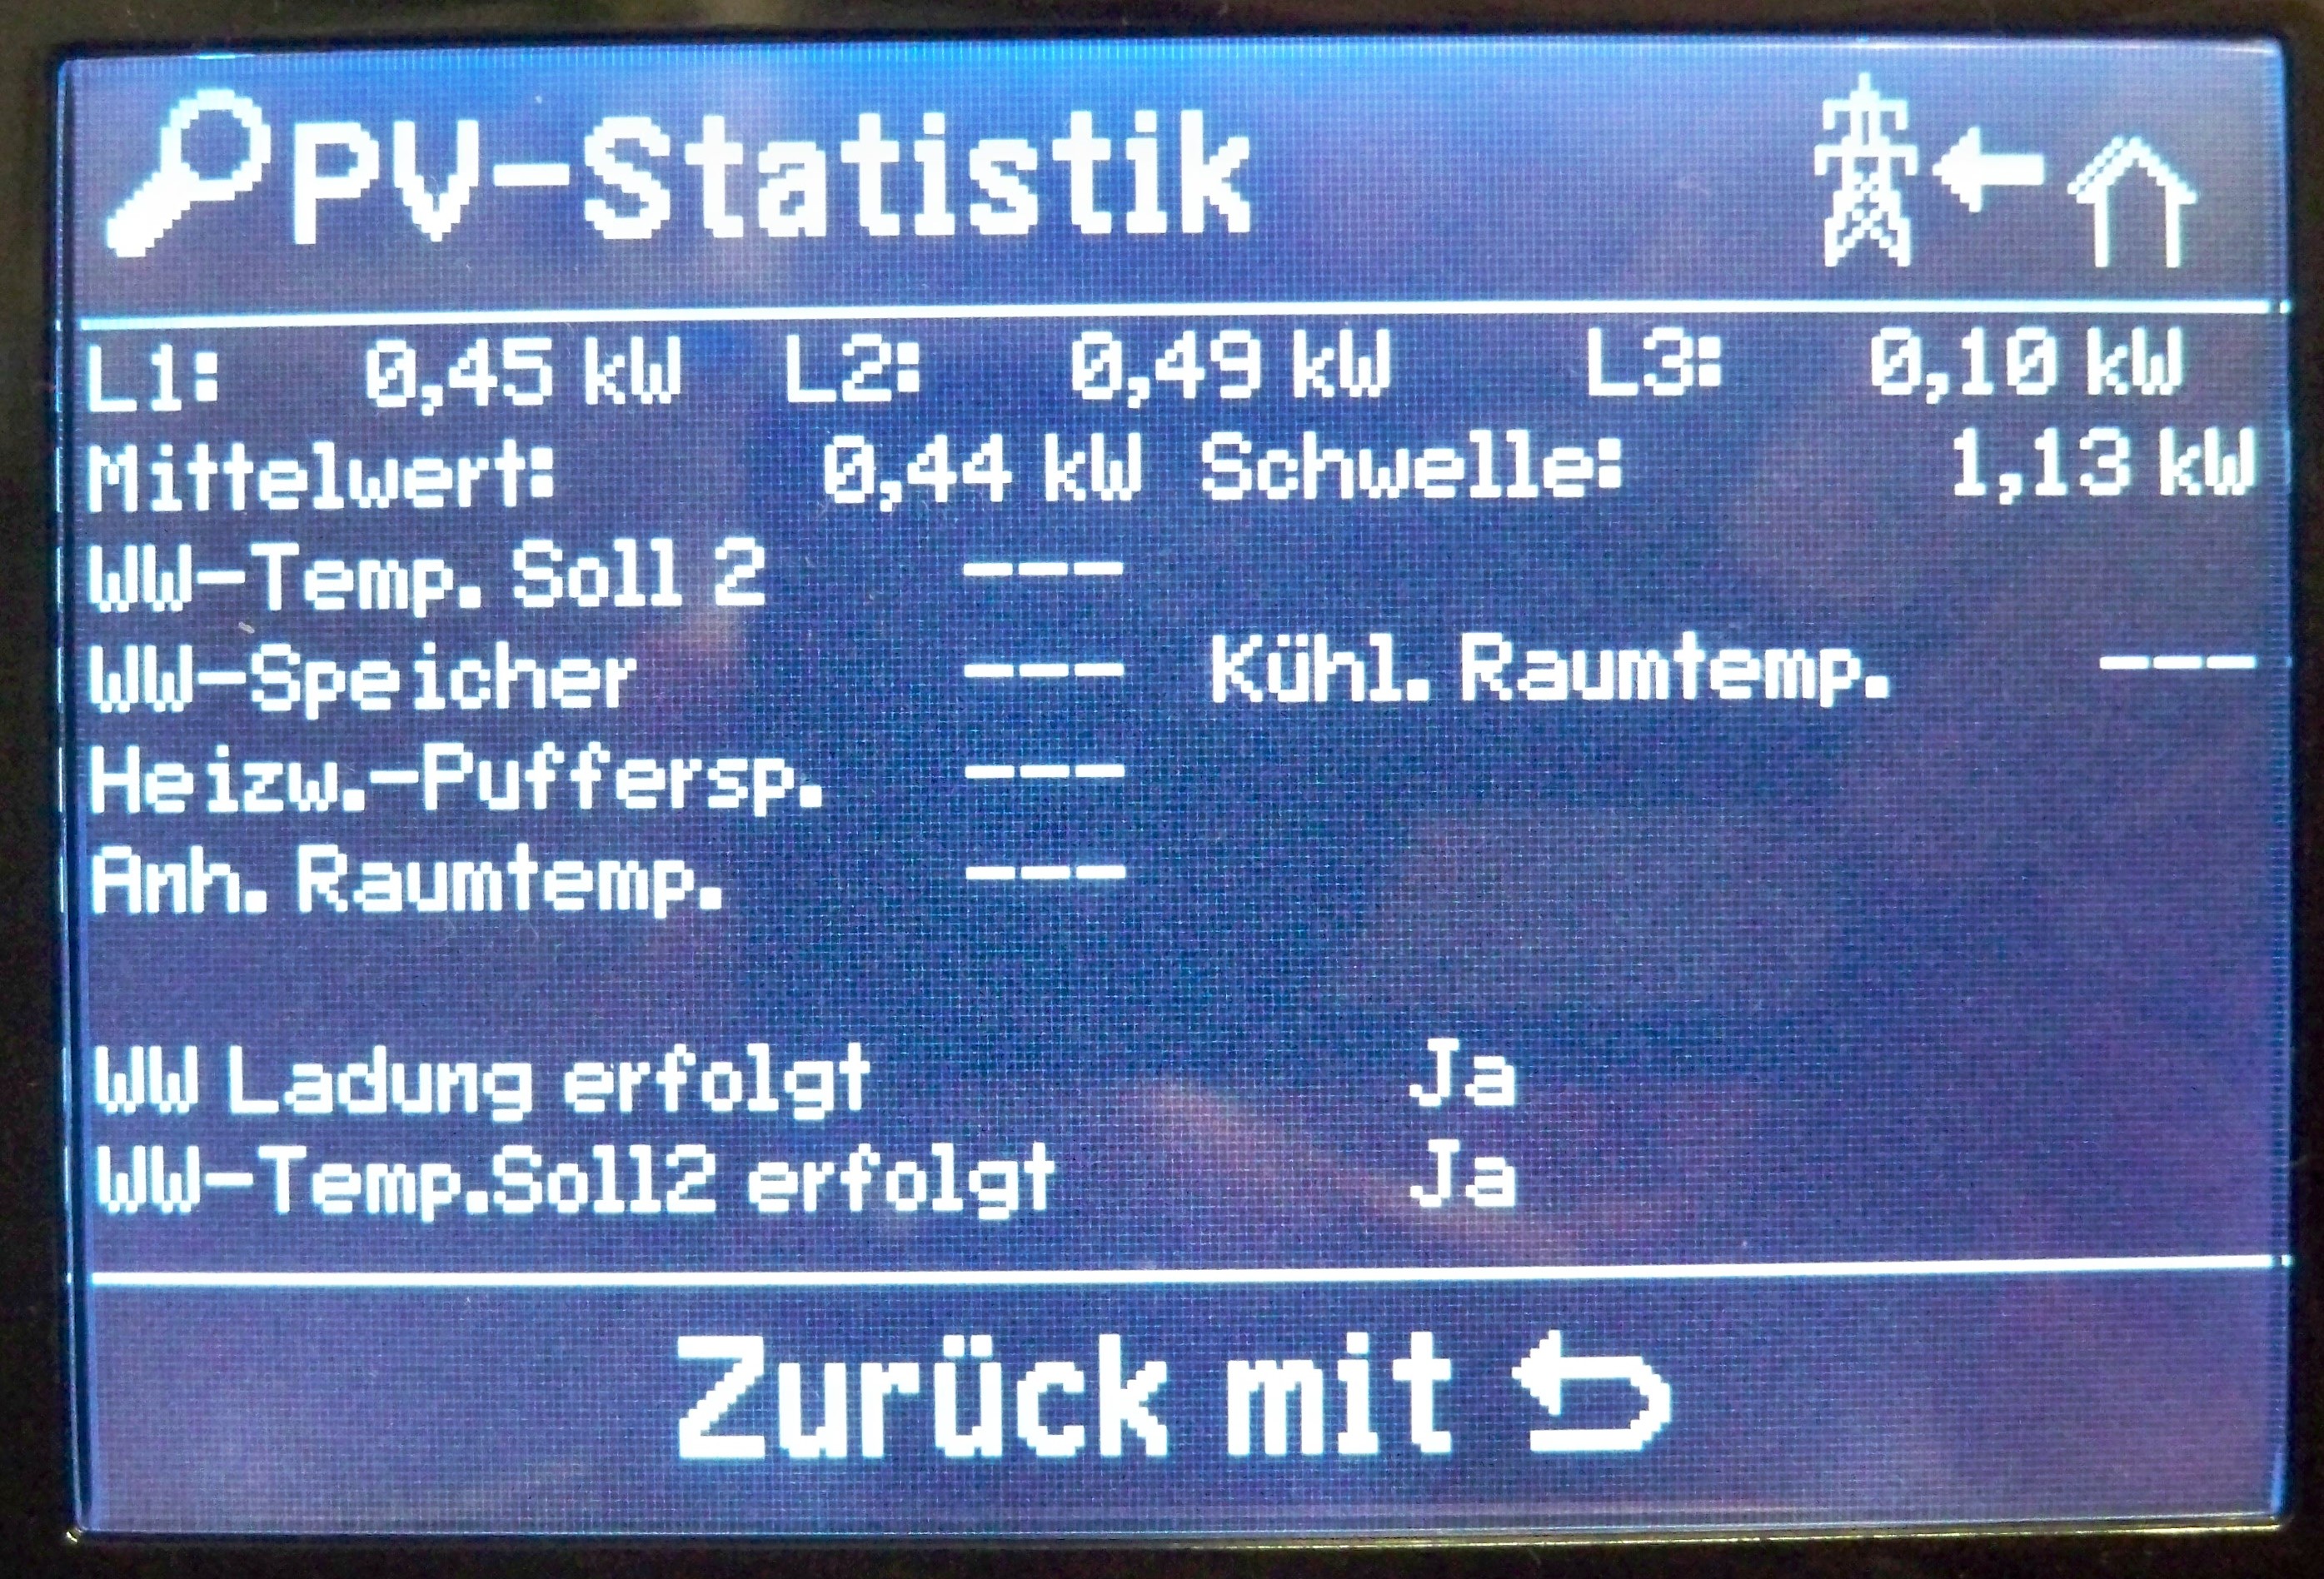 PV-Statistik
L1: 0,45 kW L2: 0,49 kW L3: 0,10 kW
Mittelwert: 0,44 kW Schwelle: 1,13 kW
WW-Temp. Soll 2 ---
WW-Speicher --- Kühl. Raumtemp. ---
Heizw.-Puffersp. ---
Anh. Raumtemp. ---
WW Ladung erfolgt Ja
WW-Temp.Soll2 erfolgt Ja
Zurück mit